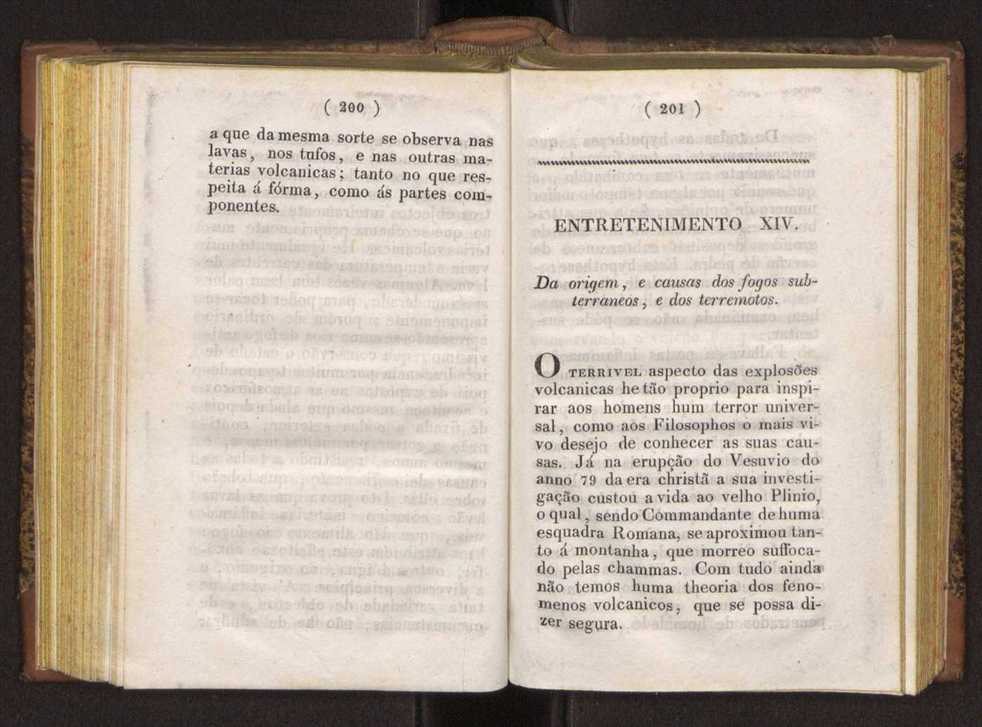 ( 200 )
a que da mesma sorte se observa nas
lavas, nos tufos, e nas outras ma-
terias volcanicas; tanto no que res-
peita á fórma, como ás partes com-
ponentes.
( 201 )
ENTRETENIMENTO XIV.
Da origem, e causas dos fogos sub-
terraneos, e dos terremotos.
O TERRIVEL aspecto das explosões
volcanicas he tão proprio para inspi-
rar aos homens hum terror univer-
sal, como aos Filosophos o mais vi-
vo desejo de conhecer as suas cau-
sas. Já na erupção do Vesuvio do
anno 79 da era christã a sua investi-
gação custou a vida ao velho Plinio,
o qual, sendo Commandante de huma
esquadra Romana, se aproximou tan-
to á montanha, que morreo suffoca-
do pelas chammas. Com tudo ainda
não temos huma theoria dos feno-
menos volcanicos, que se possa di-
zer segura.